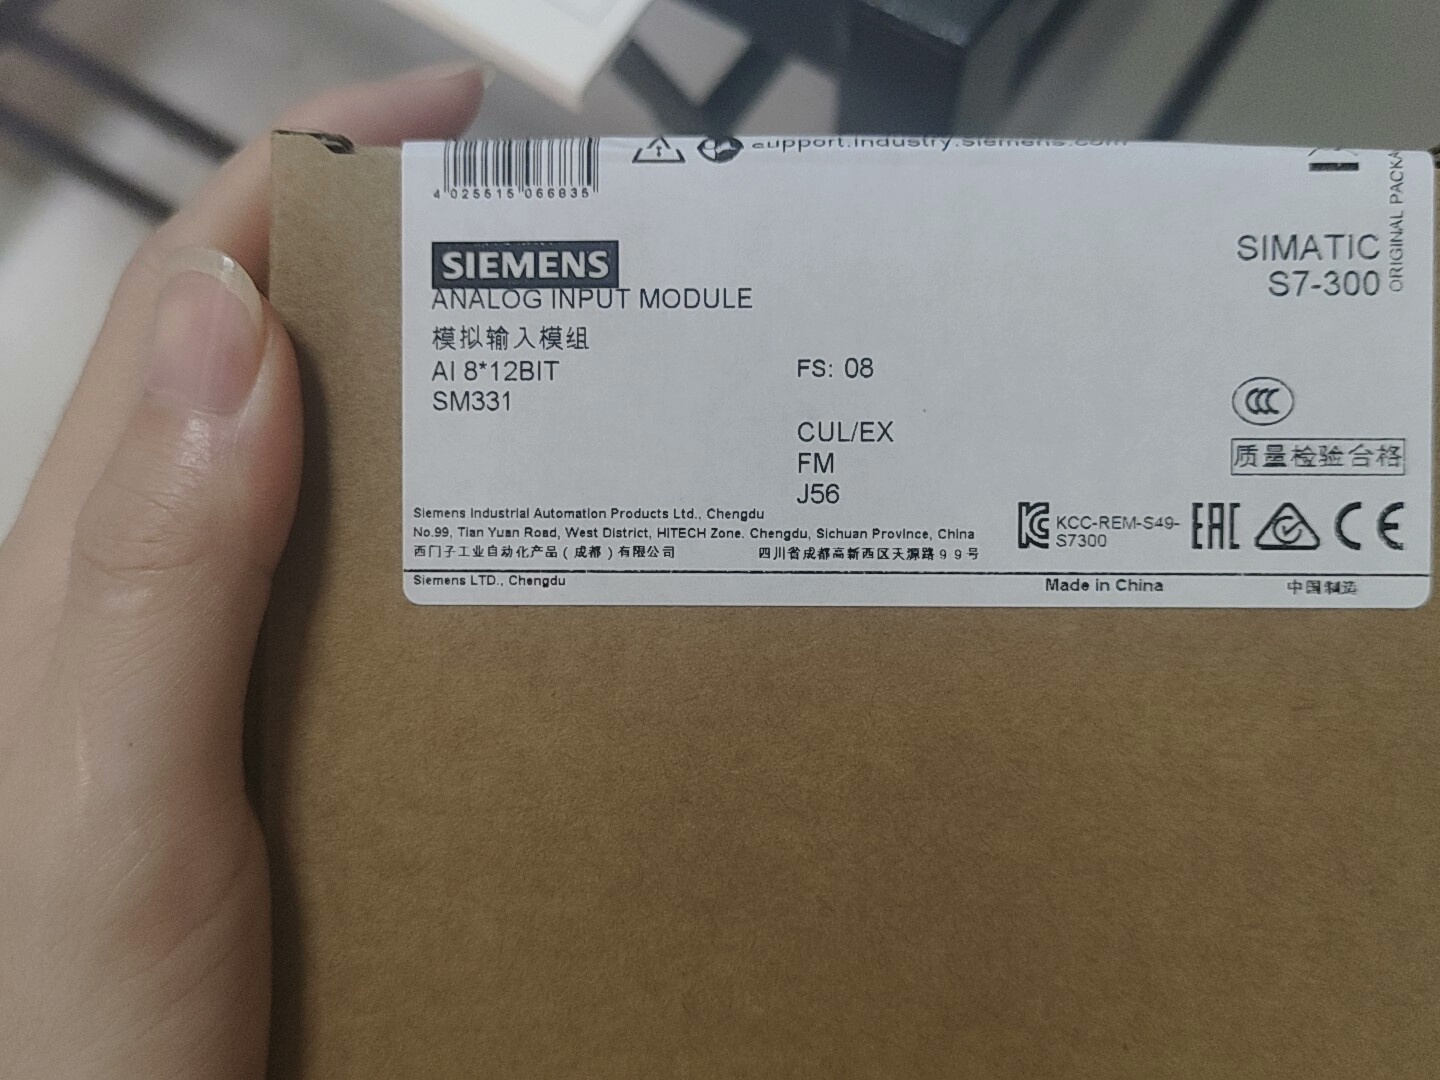 4 025515 066835
support.industry.siemens.com
ORIGINAL
SIEMENS
SIMATIC
S7-300
ANALOG INPUT MODULE
模拟输入模组
AI 8*12BIT
FS: 08
SM331
CUL/EX
FM
J56
质量检验合格
Siemens Industrial Automation Products Ltd., Chengdu
No.99, Tian Yuan Road, West District, HITECH Zone, Chengdu, Sichuan Province, China
西门子工业自动化产品(成都)有限公司 四川省成都高新西区天源路99号
KCC-REM-S49-
S7300
EAC
CE
Siemens LTD., Chengdu
Made in China
中国制造